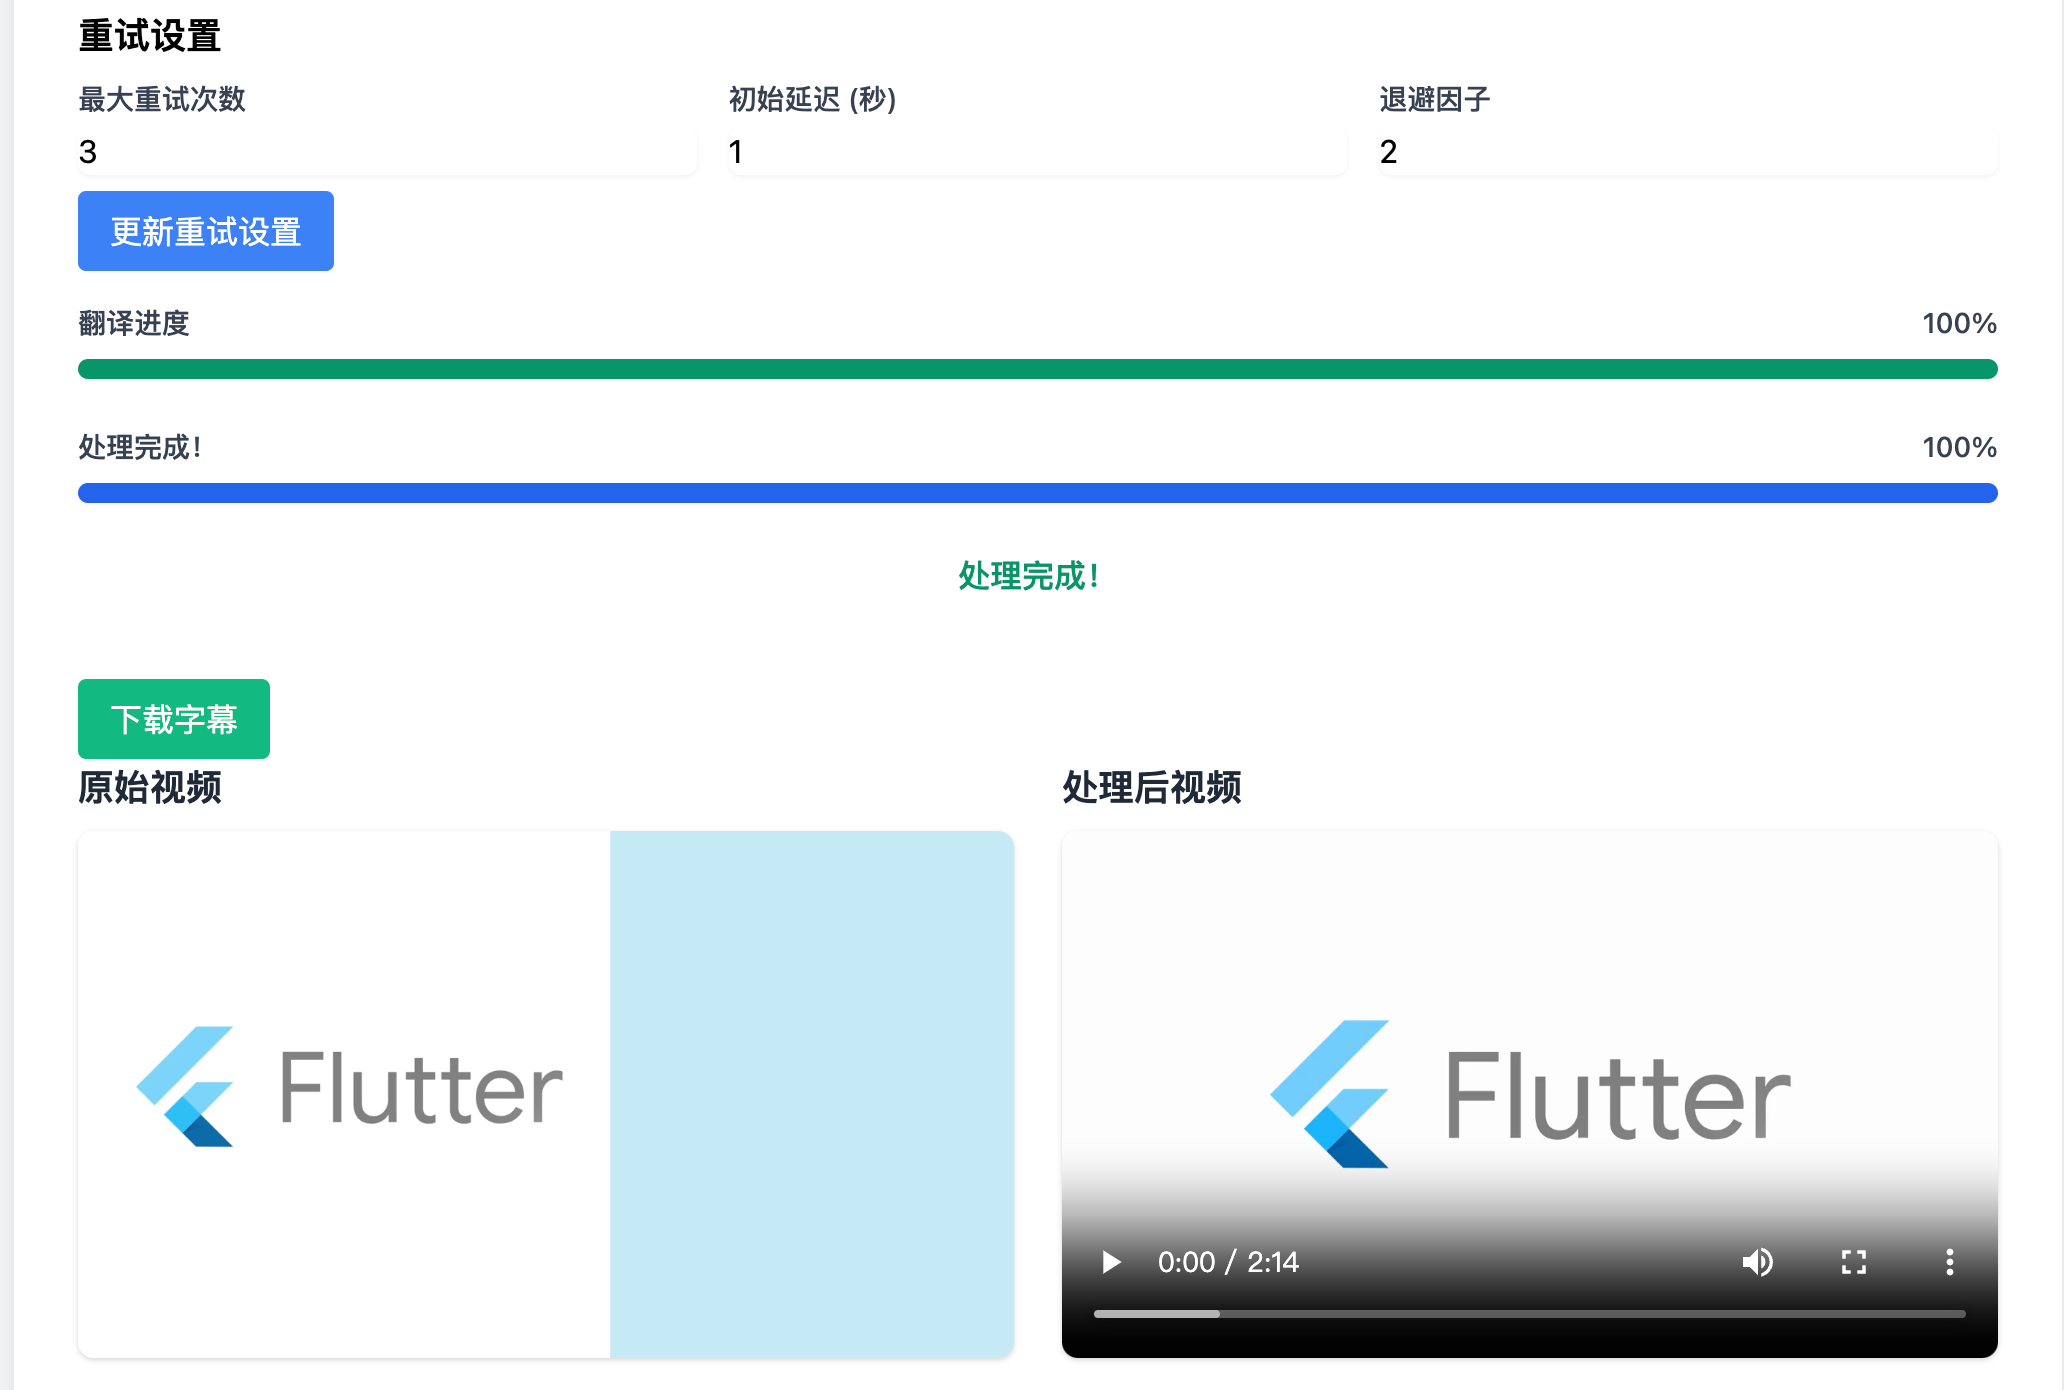 重试设置
最大重试次数
3
初始延迟 (秒)
1
退避因子
2
更新重试设置
翻译进度 100%
处理完成！ 100%
处理完成！
下载字幕
原始视频
Flutter
处理后视频
Flutter
0:00 / 2:14